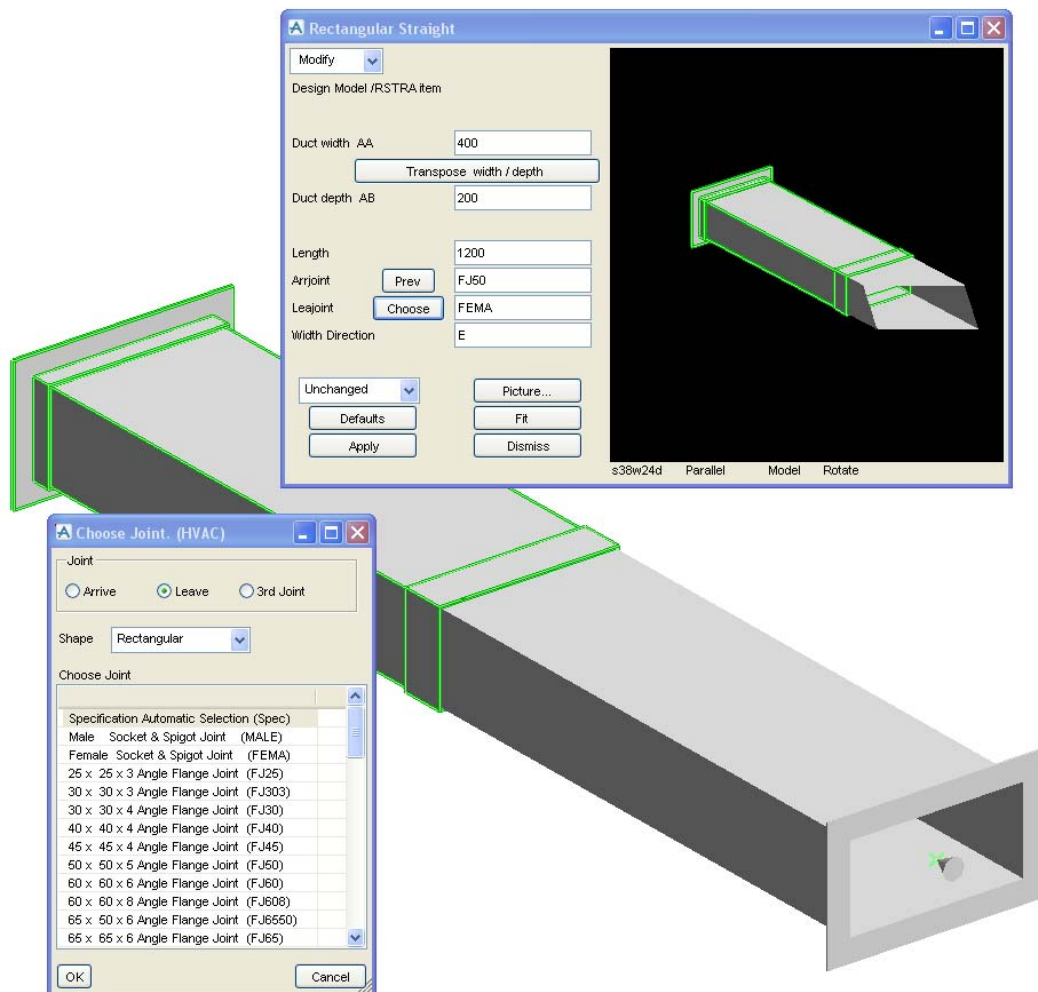 Rectangular Straight
Modify
Design Model /RSTRA item
Duct width AA 400
Transpose width / depth
Duct depth AB 200
Length 1200
Arrjoint Prev FJ50
Leajoint Choose FEMA
Width Direction E
Unchanged Picture...
Defaults Fit
Apply Dismiss
s38w24d Parallel Model Rotate
Choose Joint. (HVAC)
Joint
Arrive Leave 3rd Joint
Shape Rectangular
Choose Joint
Specification Automatic Selection (Spec)
Male Socket & Spigot Joint (MALE)
Female Socket & Spigot Joint (FEMA)
25 x 25 x 3 Angle Flange Joint (FJ25)
30 x 30 x 3 Angle Flange Joint (FJ303)
30 x 30 x 4 Angle Flange Joint (FJ30)
40 x 40 x 4 Angle Flange Joint (FJ40)
45 x 45 x 4 Angle Flange Joint (FJ45)
50 x 50 x 5 Angle Flange Joint (FJ50)
60 x 60 x 6 Angle Flange Joint (FJ60)
60 x 60 x 8 Angle Flange Joint (FJ608)
65 x 50 x 6 Angle Flange Joint (FJ6550)
65 x 65 x 6 Angle Flange Joint (FJ65)
OK Cancel